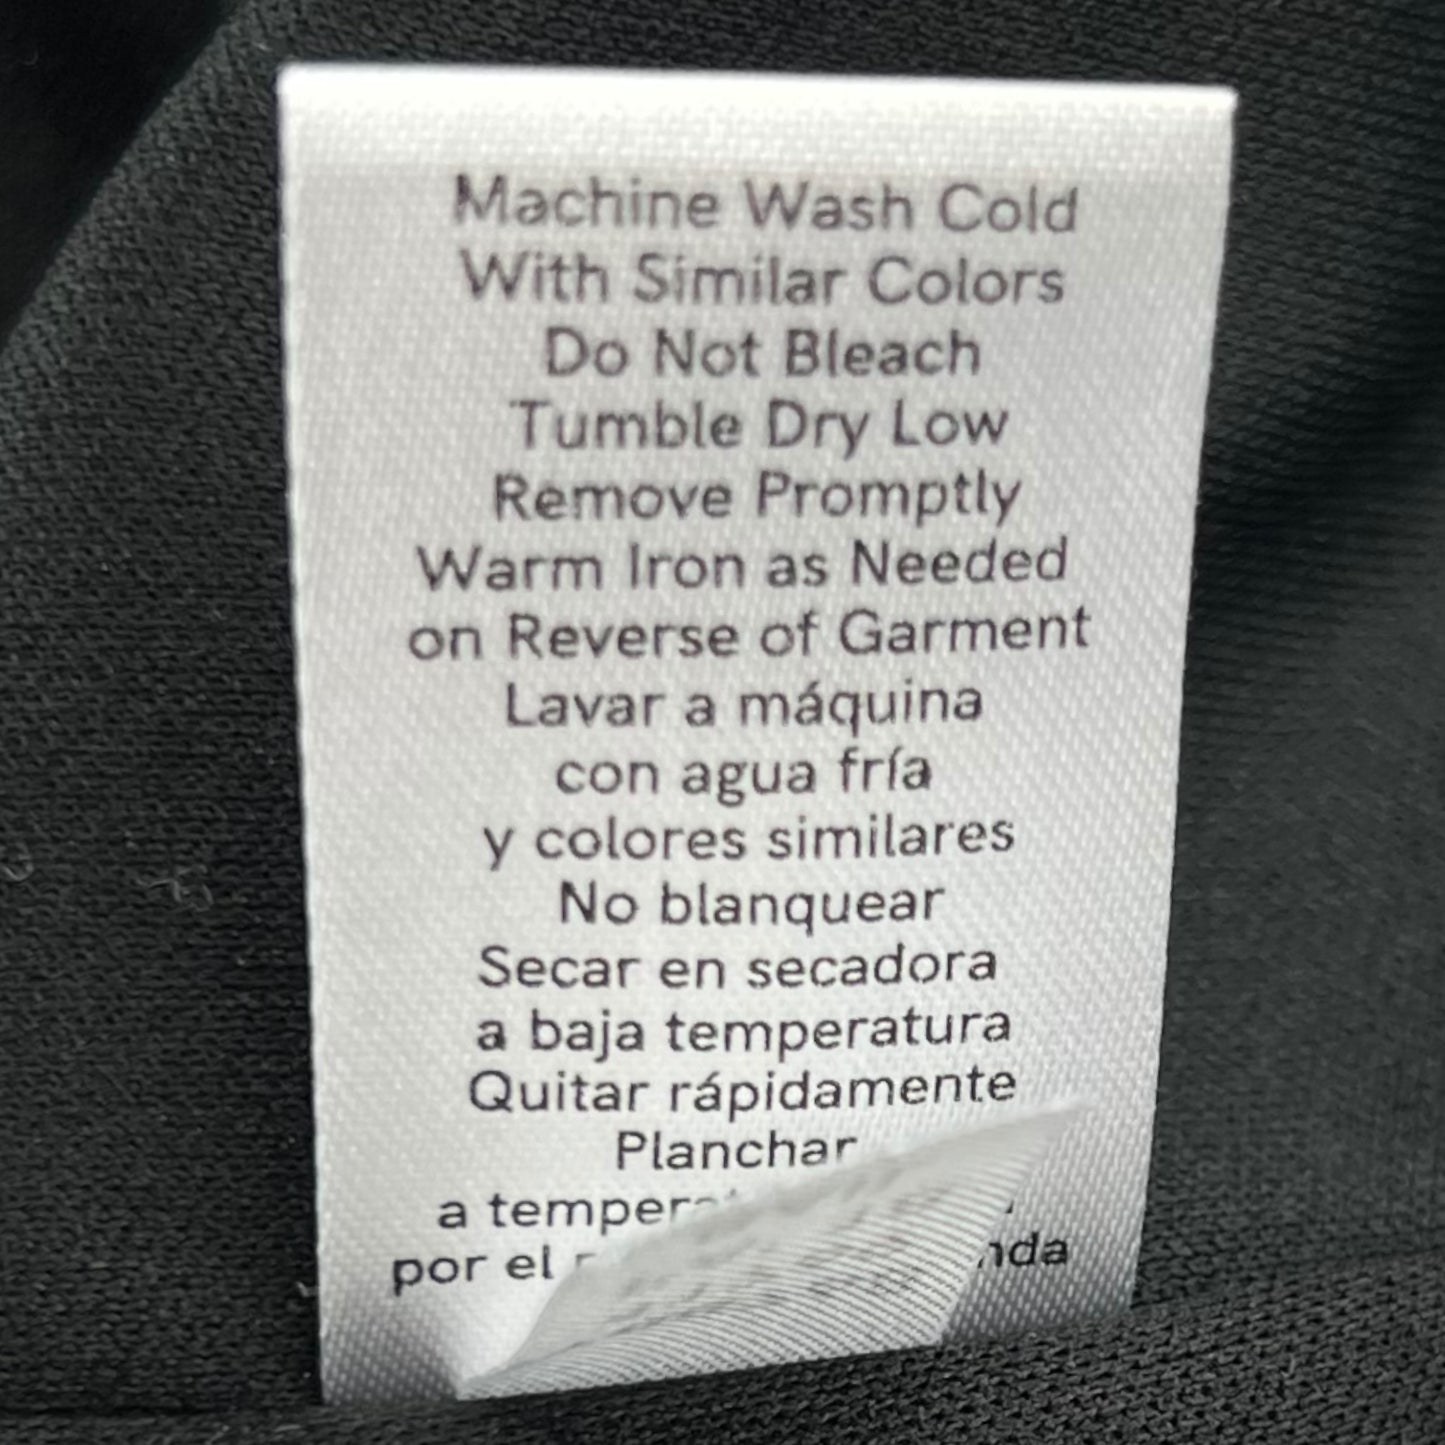 Machine Wash Cold
With Similar Colors
Do Not Bleach
Tumble Dry Low
Remove Promptly
Warm Iron as Needed
on Reverse of Garment
Lavar a máquina
con agua fría
y colores similares
No blanquear
Secar en secadora
a baja temperatura
Quitar rápidamente
Planchar
a
por el